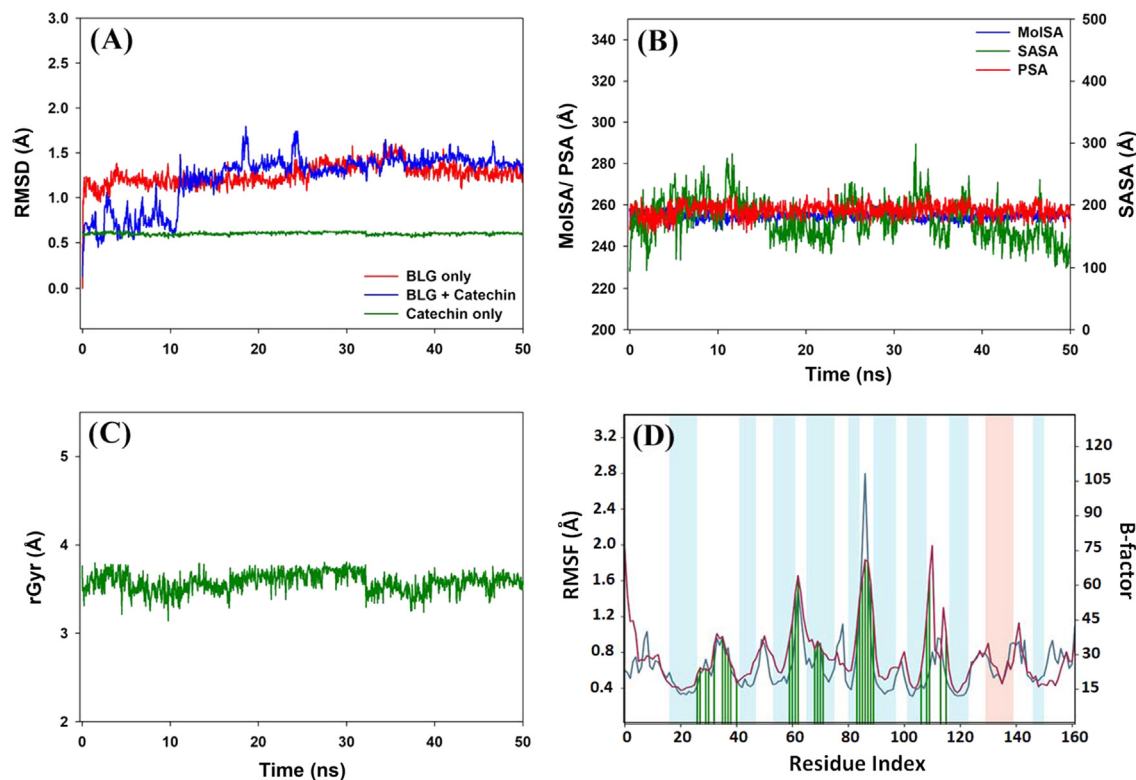 (A)
3.0
2.5
2.0
1.5
1.0
0.5
0.0
RMSD (Å)
BLG only
BLG + Catechin
Catechin only
0 10 20 30 40 50
(B)
340
320
300
280
260
240
220
200
MolSA/ PSA (Å)
MolSA
SASA
PSA
500
400
300
200
100
0
SASA (Å)
0 10 20 30 40 50
Time (ns)
(C)
5
4
3
2
rGyr (Å)
0 10 20 30 40 50
Time (ns)
(D)
3.2
2.8
2.4
2.0
1.6
1.2
0.8
0.4
RMSF (Å)
120
105
90
75
60
45
30
15
B-factor
0 20 40 60 80 100 120 140 160
Residue Index